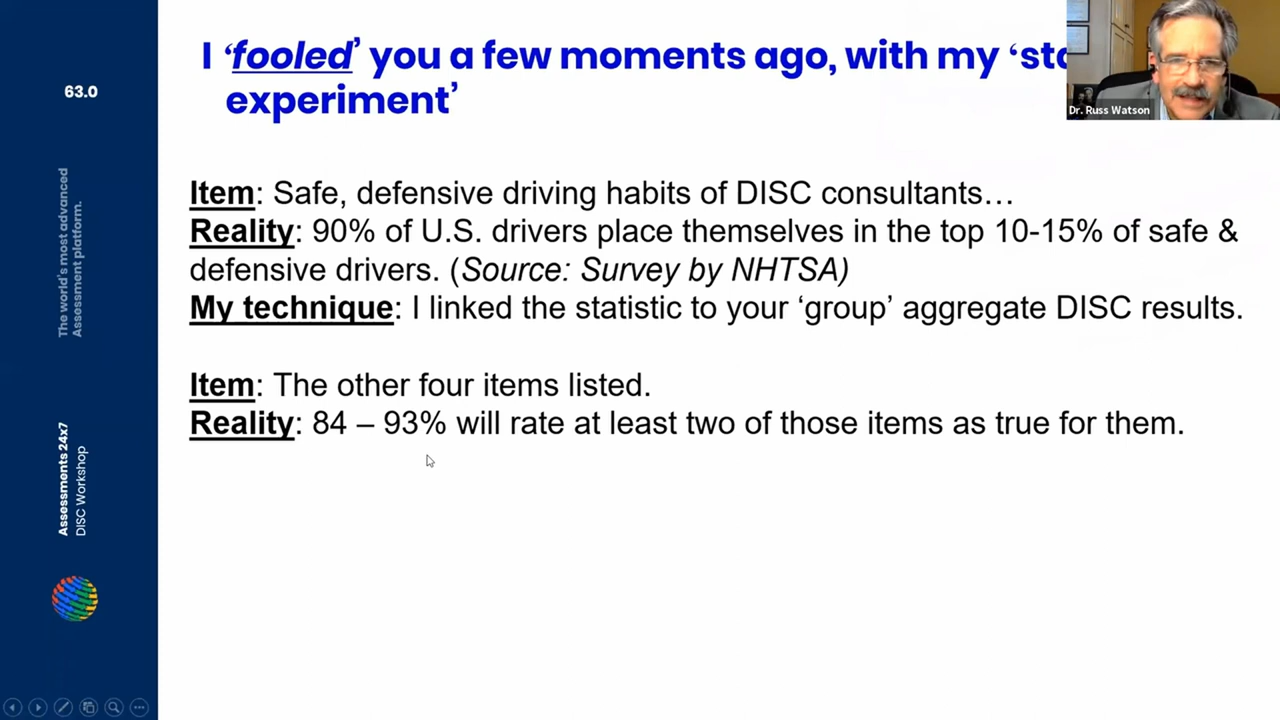 63.0
The world's most advanced
Assessment platform.
Assessments 24x7
DISC Workshop
I ‘fooled’ you a few moments ago, with my
experiment’
Item: Safe, defensive driving habits of DISC consultants…
Reality: 90% of U.S. drivers place themselves in the top 10-15% of safe &
defensive drivers. (Source: Survey by NHTSA)
My technique: I linked the statistic to your ‘group’ aggregate DISC results.
Item: The other four items listed.
Reality: 84 – 93% will rate at least two of those items as true for them.
Dr. Russ Watson